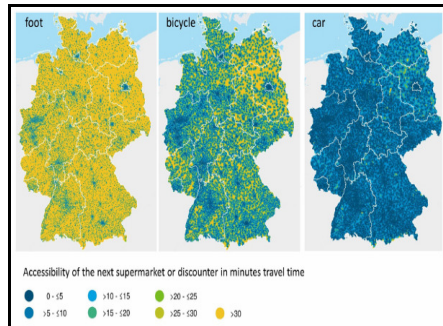 foot bicycle car
Accessibility of the next supermarket or discounter in minutes travel time
0 - ≤5 >10 - ≤15 >20 - ≤25
>5 - ≤10 >15 - ≤20 >25 - ≤30 >30